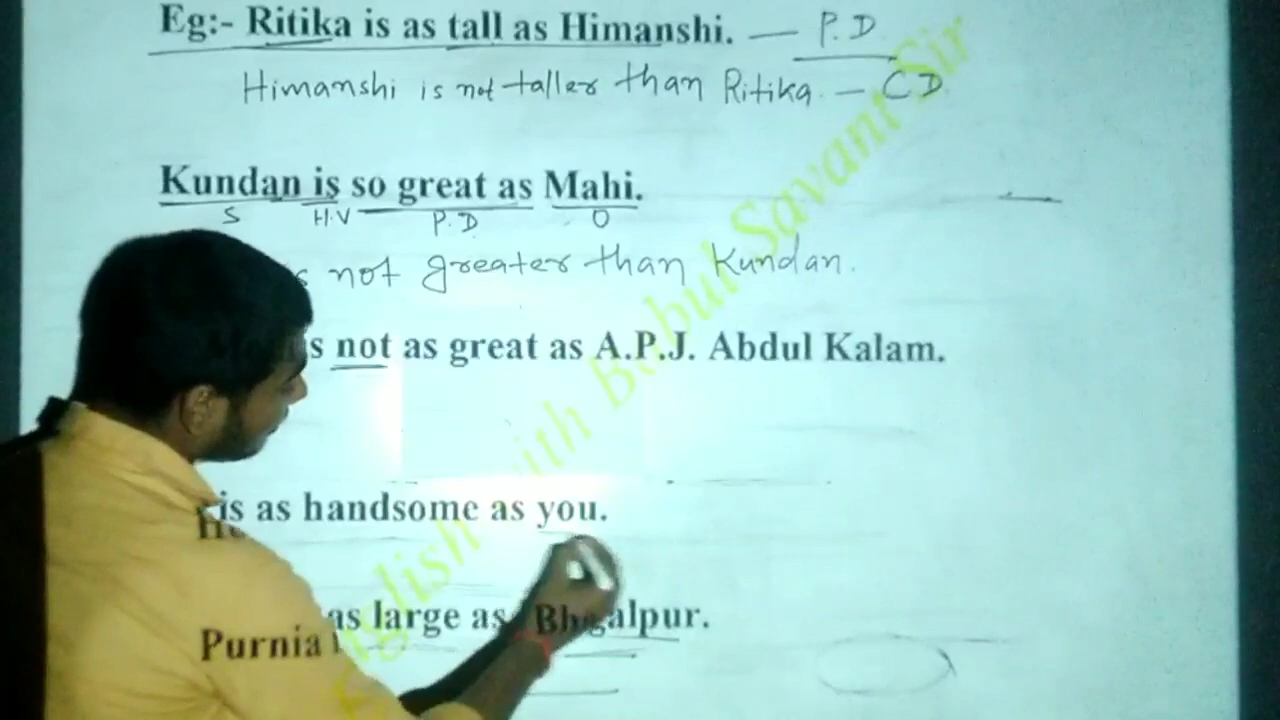 Eg:- Ritika is as tall as Himanshi. — P.D
Himanshi is not taller than Ritika. — CD
Kundan is so great as Mahi.
S H.V P.D O
not greater than Kundan.
not as great as A.P.J. Abdul Kalam.
He is as handsome as you.
Purnia as large as Bhagalpur.
English with Babul Savant Sir